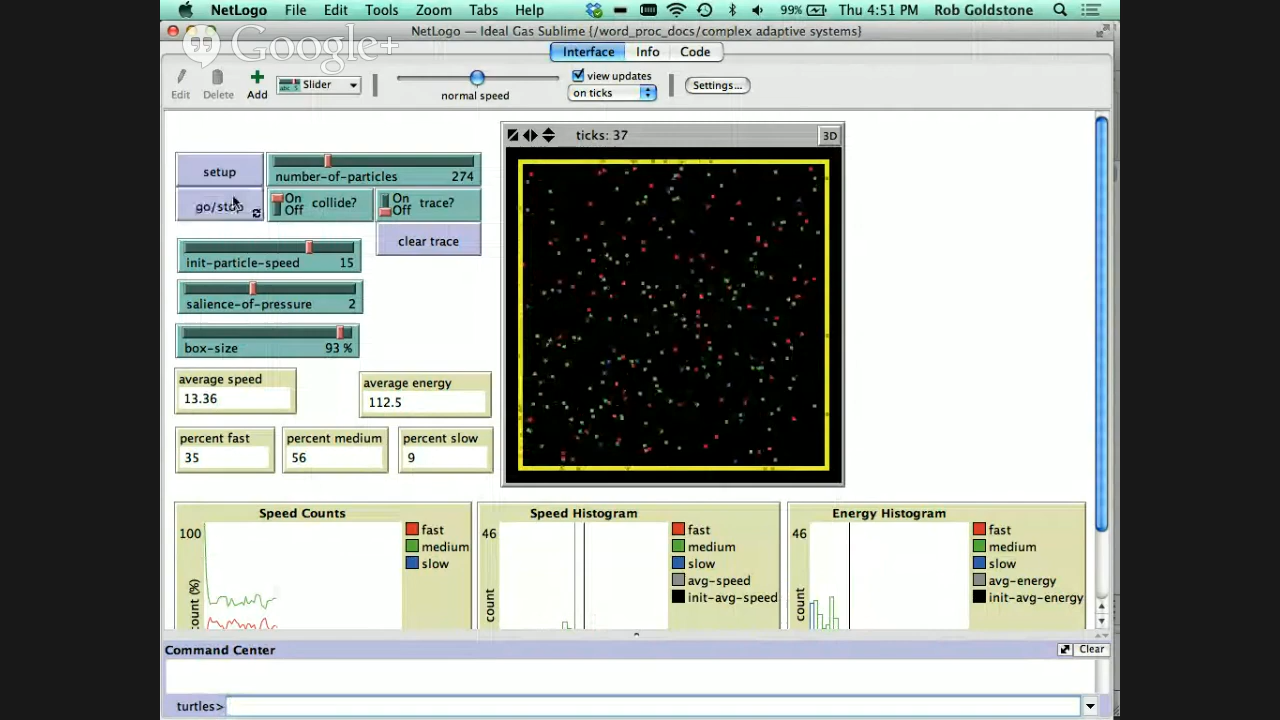 NetLogo File Edit Tools Zoom Tabs Help 99% Thu 4:51 PM Rob Goldstone
NetLogo — Ideal Gas Sublime {/word_proc_docs/complex adaptive systems}
Google+
Interface Info Code
Edit Delete Add Slider normal speed view updates on ticks Settings...
ticks: 37 3D
setup
number-of-particles 274
go/stop
On Off collide?
On Off trace?
clear trace
init-particle-speed 15
salience-of-pressure 2
box-size 93 %
average speed
13.36
average energy
112.5
percent fast
35
percent medium
56
percent slow
9
Speed Counts
100
count (%)
fast
medium
slow
Speed Histogram
46
count
fast
medium
slow
avg-speed
init-avg-speed
Energy Histogram
46
count
fast
medium
slow
avg-energy
init-avg-energy
Command Center Clear
turtles>